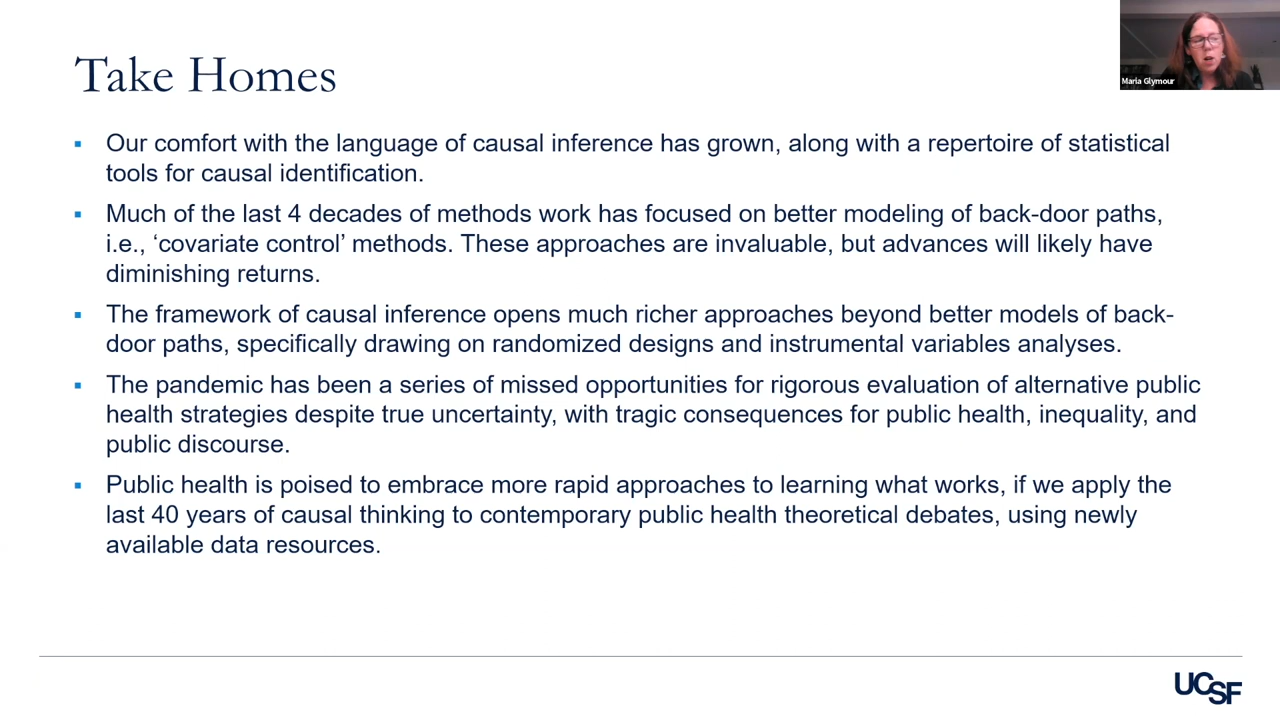 Take Homes
Maria Glymour
▪ Our comfort with the language of causal inference has grown, along with a repertoire of statistical
tools for causal identification.
▪ Much of the last 4 decades of methods work has focused on better modeling of back-door paths,
i.e., ‘covariate control’ methods. These approaches are invaluable, but advances will likely have
diminishing returns.
▪ The framework of causal inference opens much richer approaches beyond better models of back-
door paths, specifically drawing on randomized designs and instrumental variables analyses.
▪ The pandemic has been a series of missed opportunities for rigorous evaluation of alternative public
health strategies despite true uncertainty, with tragic consequences for public health, inequality, and
public discourse.
▪ Public health is poised to embrace more rapid approaches to learning what works, if we apply the
last 40 years of causal thinking to contemporary public health theoretical debates, using newly
available data resources.
UCSF